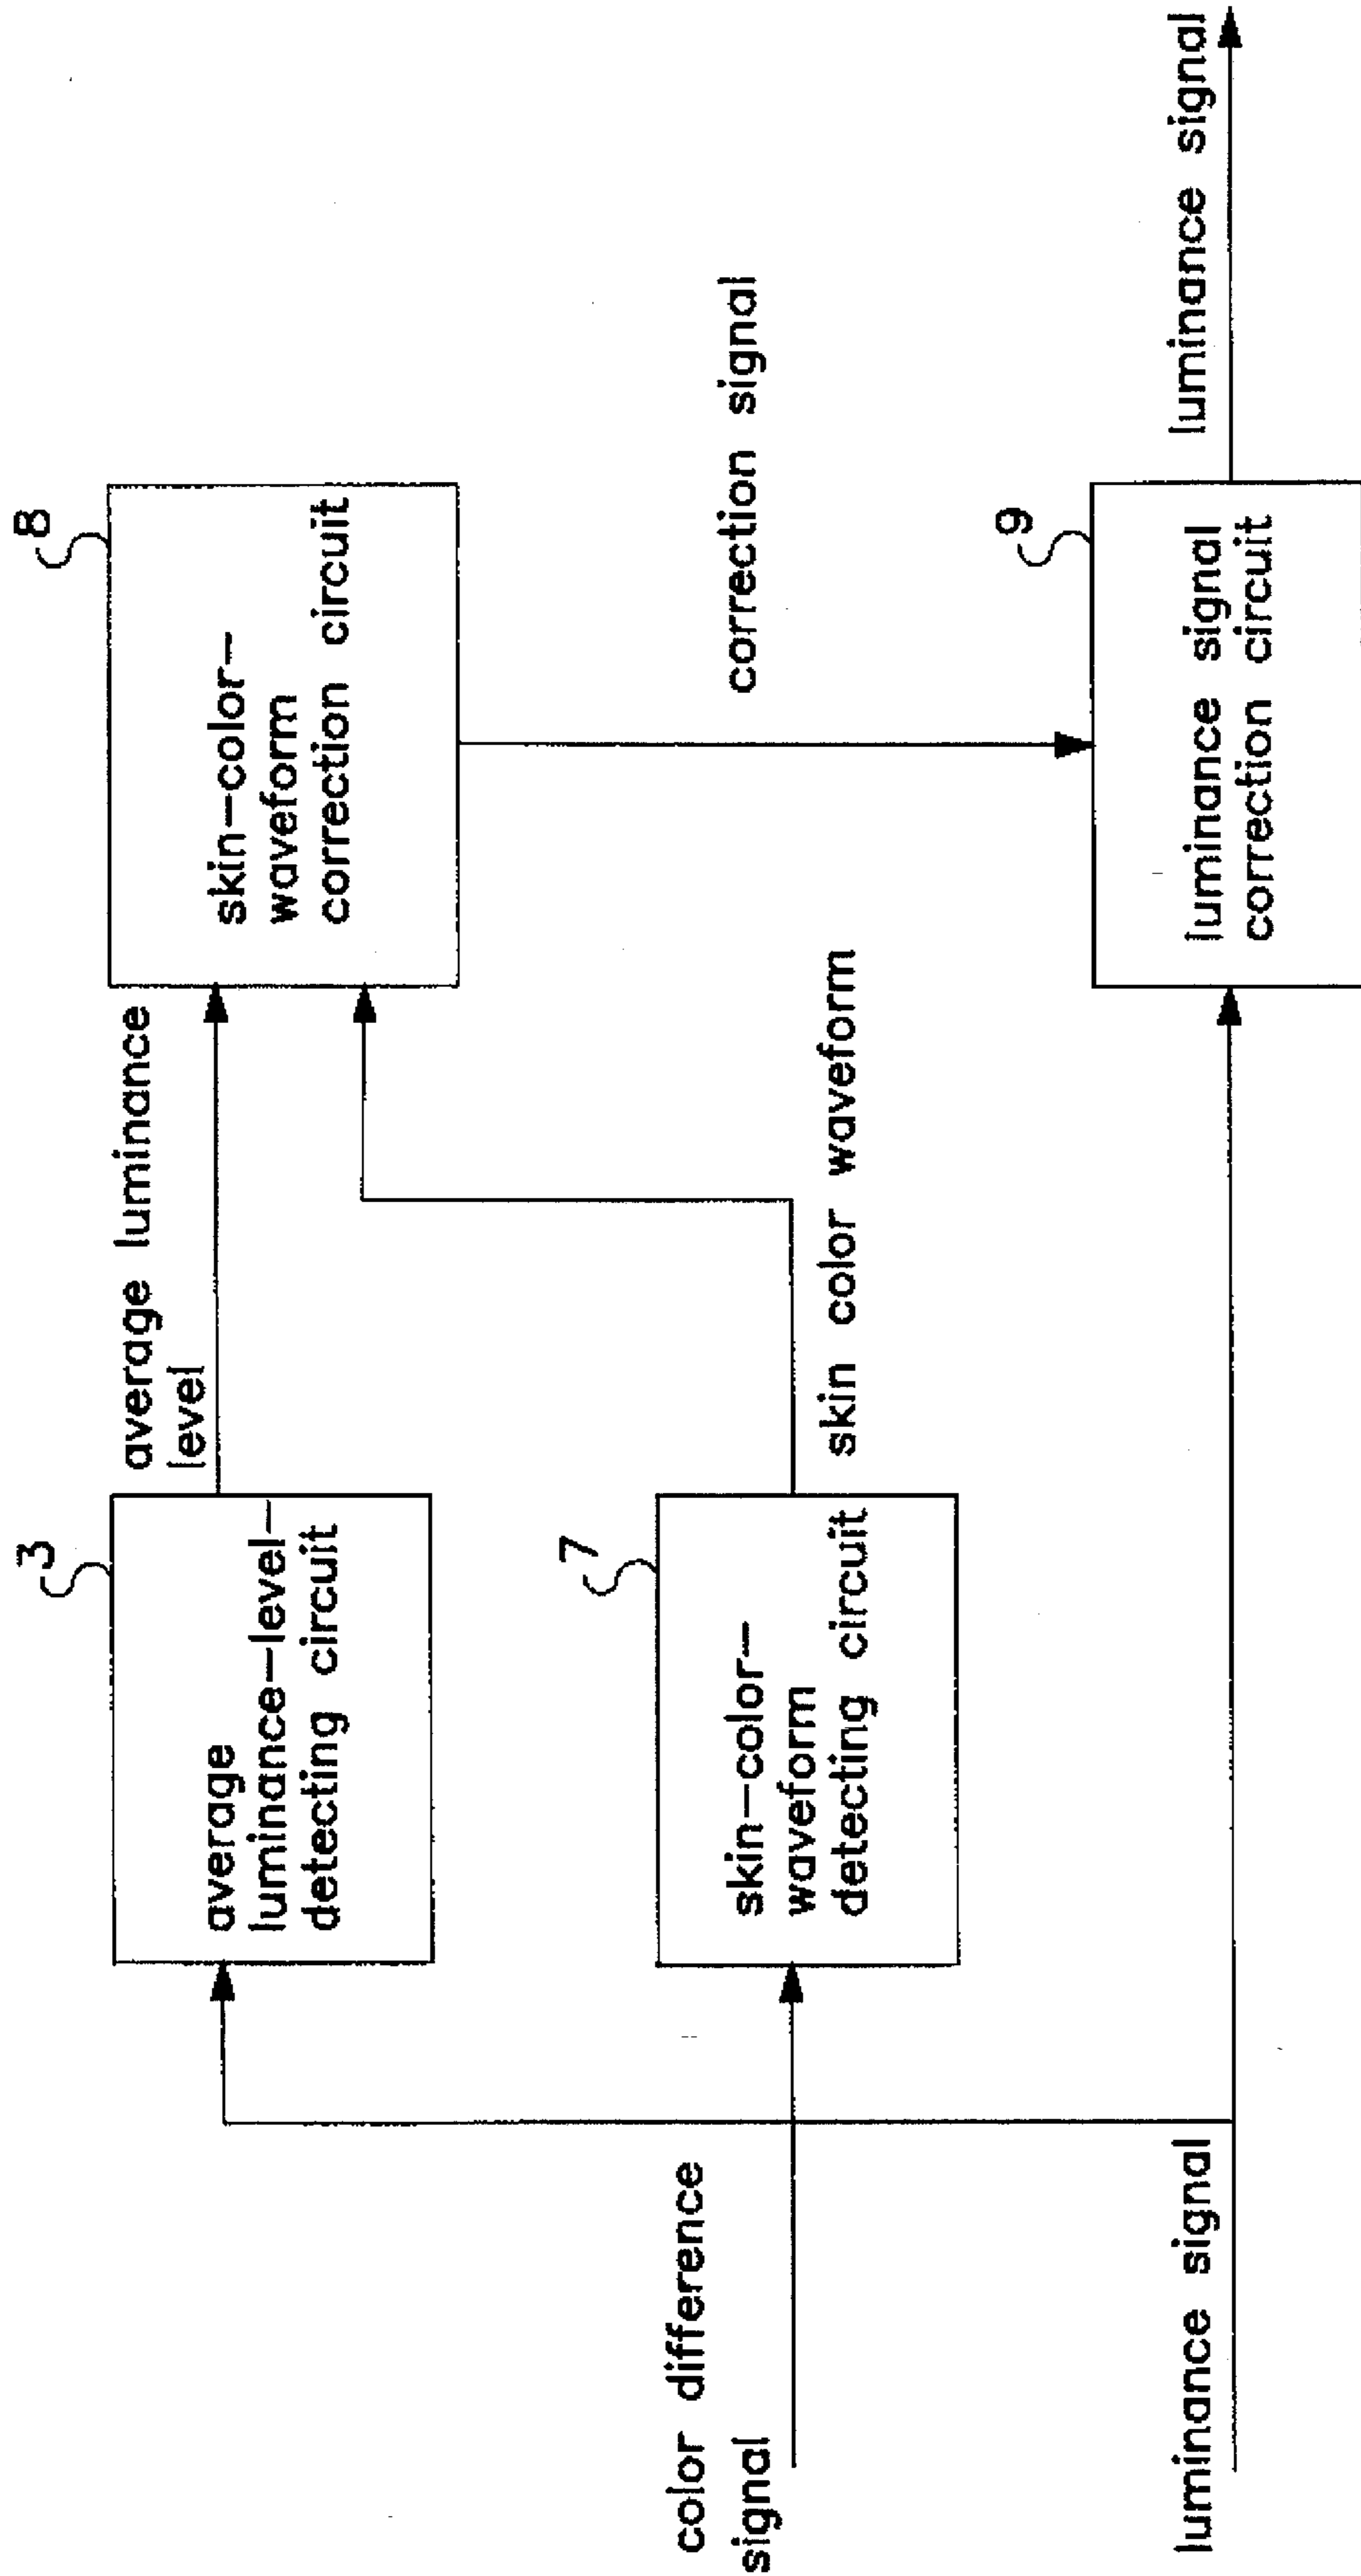 3
average
luminance-level-
detecting circuit
average luminance
level
8
skin-color-
waveform
correction circuit
color difference
signal
7
skin-color-
waveform
detecting circuit
skin color waveform
correction signal
luminance signal
9
luminance signal
correction circuit
luminance signal